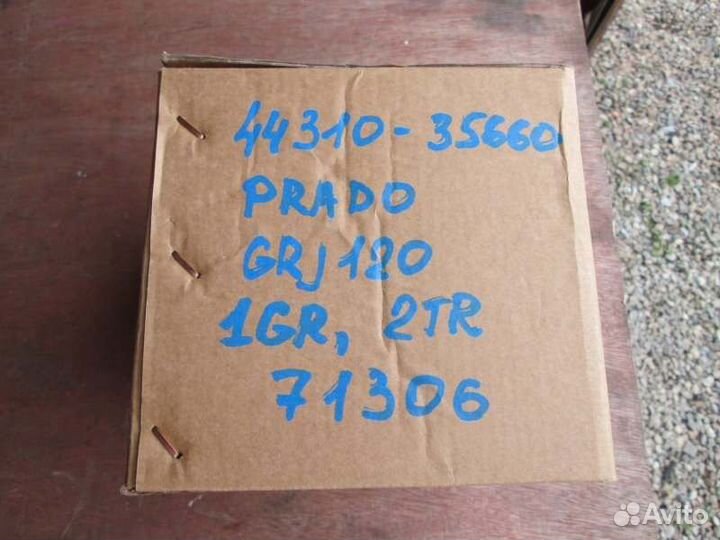 44310-35660
PRADO
GRJ120
1GR, 2TR
71306
Avito